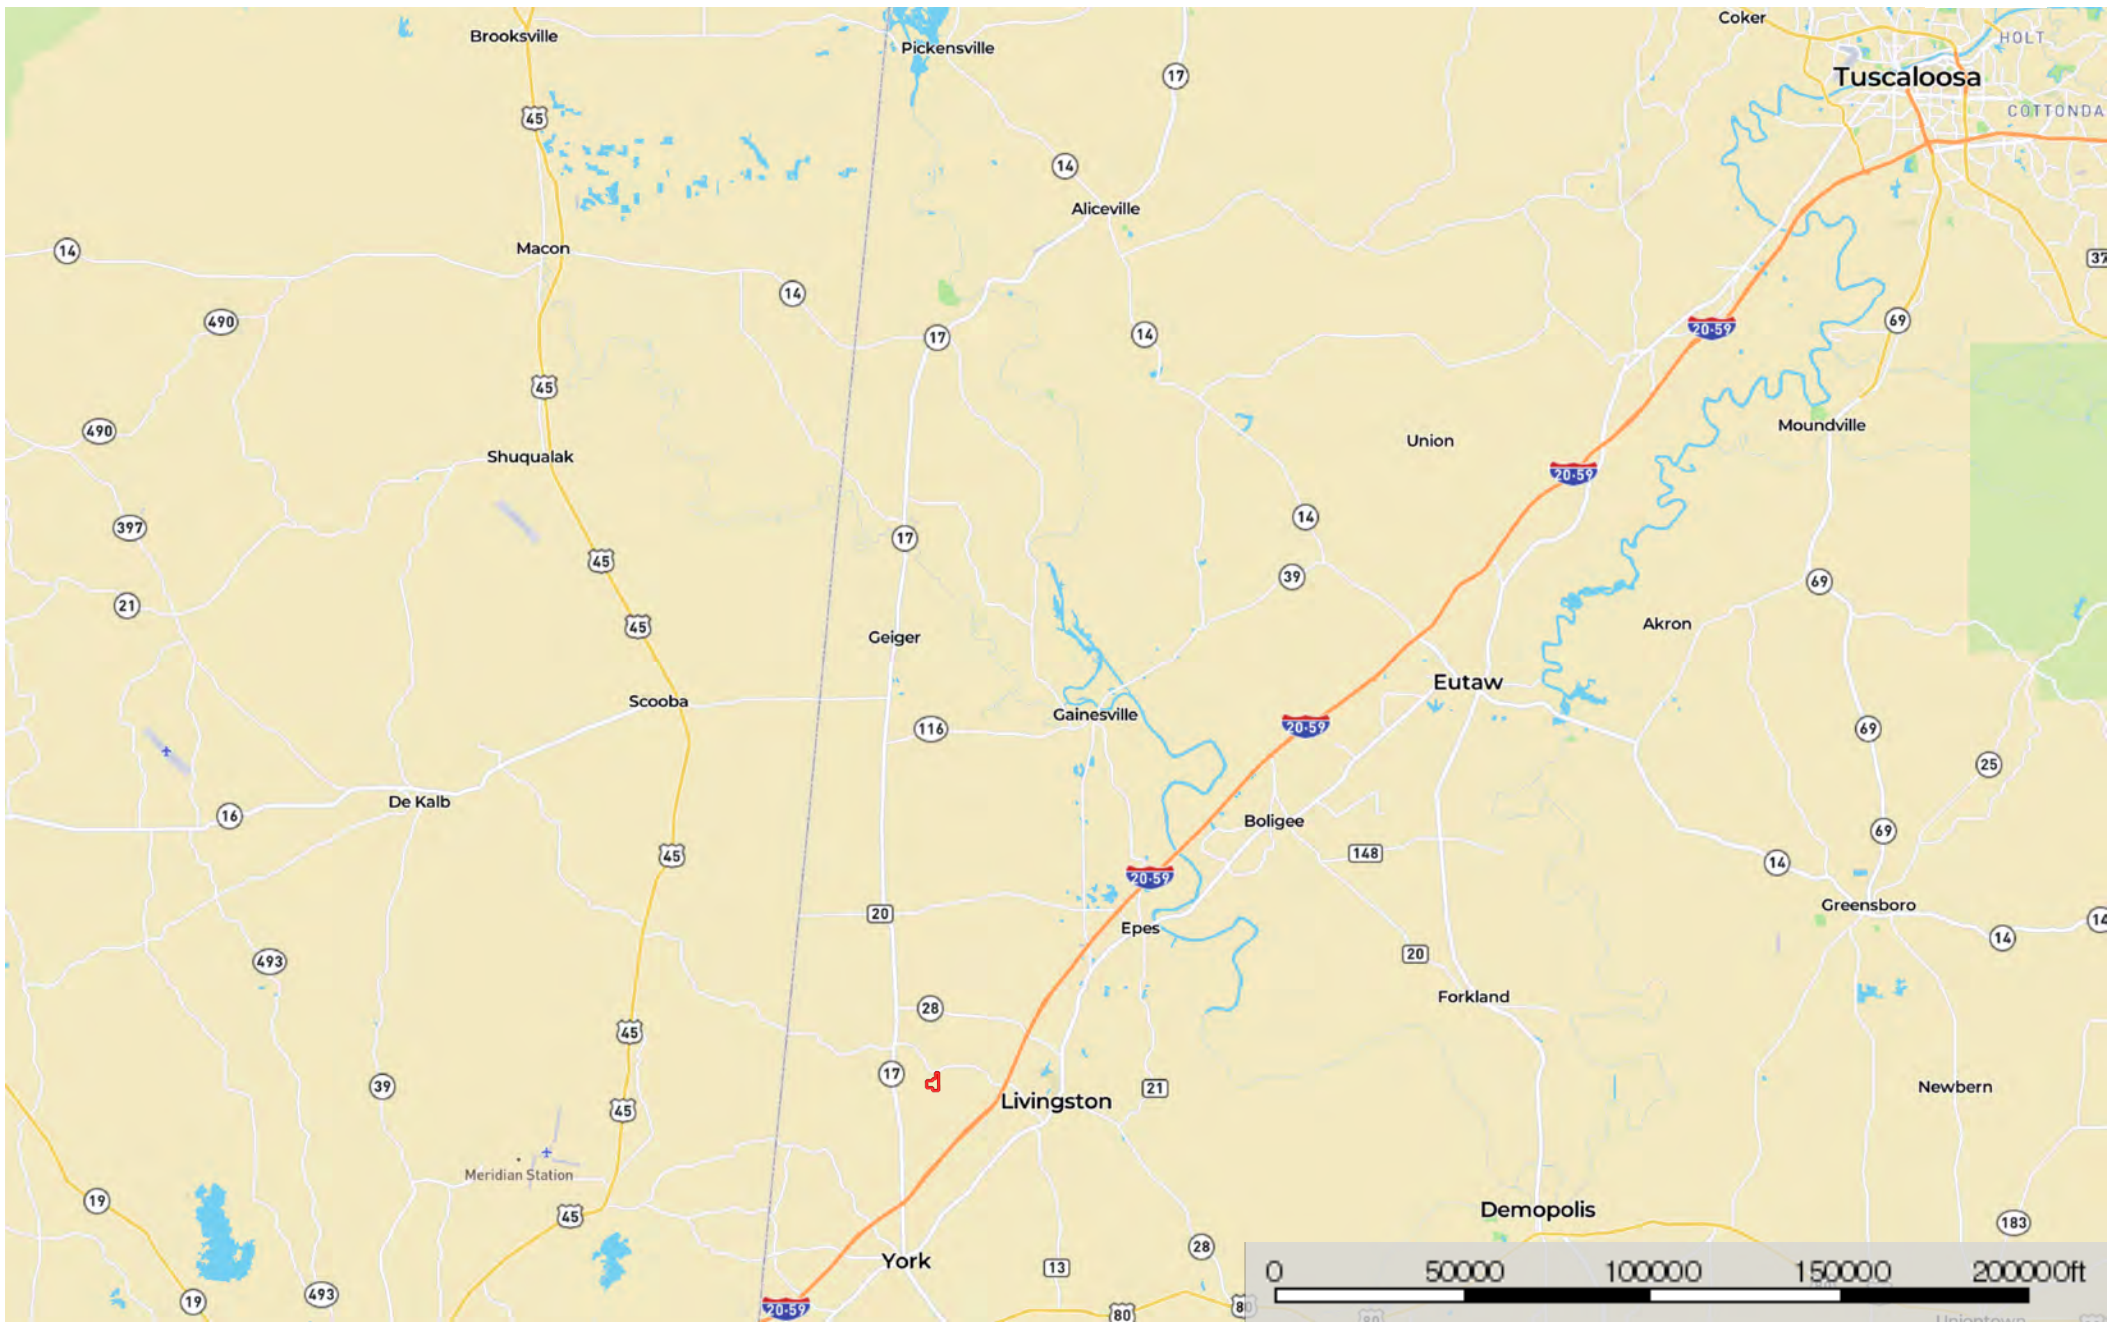 Coker
Brooksville
HOLT
Pickensville
17
Tuscaloosa
COTTONDA
45
14
Aliceville
14
Macon
37
14
490
69
20-59
17
14
45
Moundville
490
Union
Shuqualak
20-59
14
397
17
45
39
69
21
Akron
45
Geiger
Eutaw
Scooba
Gainesville
20-59
116
69
25
De Kalb
16
Boligee
69
148
45
14
20-59
Greensboro
20
14
Epes
14
20
493
Forkland
28
45
17
39
21
Newbern
Livingston
45
Meridian Station
19
Demopolis
45
183
28
York
13
0 50000 100000 150000 200000ft
493
19
20-59
80
80
80
Uniontown